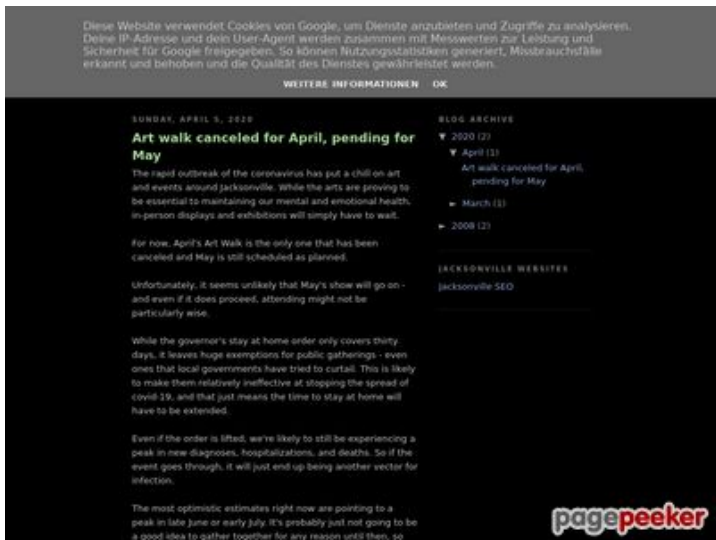 Diese Website verwendet Cookies von Google, um Dienste anzubieten und Zugriffe zu analysieren.
Deine IP-Adresse und dein User-Agent werden zusammen mit Messwerten zur Leistung und
Sicherheit für Google freigegeben. So können Nutzungsstatistiken generiert, Missbrauchsfälle
erkannt und behoben und die Qualität des Dienstes gewährleistet werden.
WEITERE INFORMATIONEN OK
SUNDAY, APRIL 5, 2020
Art walk canceled for April, pending for
May
The rapid outbreak of the coronavirus has put a chill on art
and events around Jacksonville. While the arts are proving to
be essential to maintaining our mental and emotional health,
in-person displays and exhibitions will simply have to wait.
For now, April's Art Walk is the only one that has been
canceled and May is still scheduled as planned.
Unfortunately, it seems unlikely that May's show will go on -
and even if it does proceed, attending might not be
particularly wise.
While the governor's stay at home order only covers thirty
days, it leaves huge exemptions for public gatherings - even
ones that local governments have tried to curtail. This is likely
to make them relatively ineffective at stopping the spread of
covid-19, and that just means the time to stay at home will
have to be extended.
Even if the order is lifted, we're likely to still be experiencing a
peak in new diagnoses, hospitalizations, and deaths. So if the
event goes through, it will just end up being another vector for
infection.
The most optimistic estimates right now are pointing to a
peak in late June or early July. It's probably just not going to be
a good idea to gather together for any reason until then, so
BLOG ARCHIVE
▼ 2020 (2)
▼ April (1)
Art walk canceled for April,
pending for May
► March (1)
► 2008 (2)
JACKSONVILLE WEBSITES
Jacksonville SEO
pagepeeker